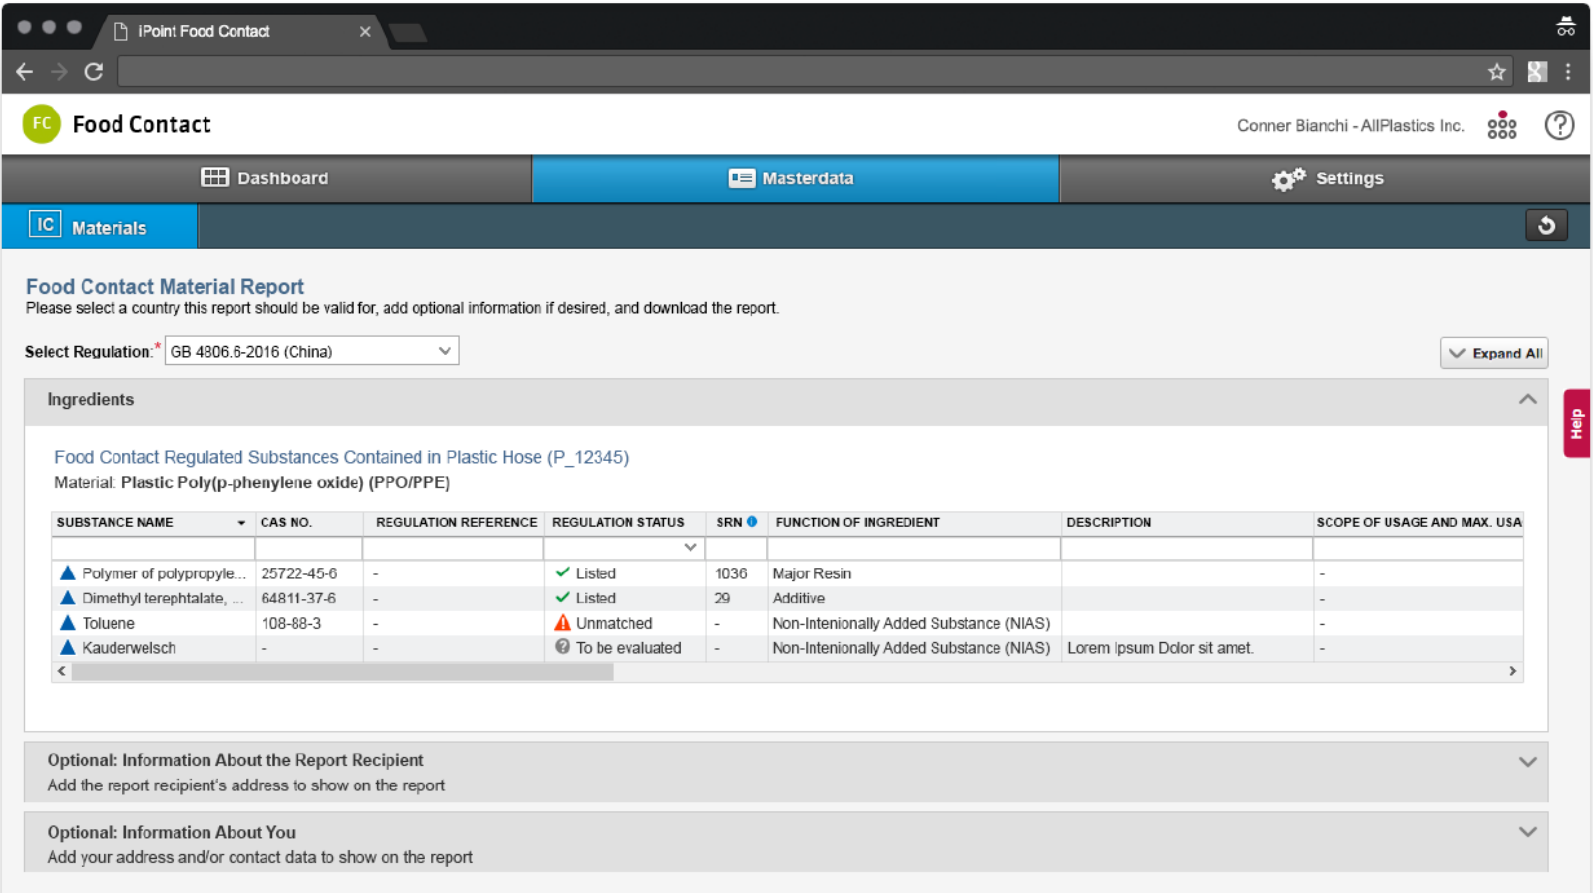 iPoint Food Contact
FC Food Contact
Conner Bianchi - AllPlastics Inc.
Dashboard
Masterdata
Settings
IC Materials
Food Contact Material Report
Please select a country this report should be valid for, add optional information if desired, and download the report.
Select Regulation:* GB 4806.6-2016 (China)
Expand All
Ingredients
Help
Food Contact Regulated Substances Contained in Plastic Hose (P_12345)
Material: Plastic Poly(p-phenylene oxide) (PPO/PPE)
SUBSTANCE NAME CAS NO. REGULATION REFERENCE REGULATION STATUS SRN FUNCTION OF INGREDIENT DESCRIPTION SCOPE OF USAGE AND MAX. USA
Polymer of polypropyle... 25722-45-6 - Listed 1036 Major Resin -
Dimethyl terephtalate, ... 64811-37-6 - Listed 29 Additive -
Toluene 108-88-3 - Unmatched - Non-Intenionally Added Substance (NIAS) -
Kauderwelsch - - To be evaluated - Non-Intenionally Added Substance (NIAS) Lorem Ipsum Dolor sit amet. -
Optional: Information About the Report Recipient
Add the report recipient's address to show on the report
Optional: Information About You
Add your address and/or contact data to show on the report